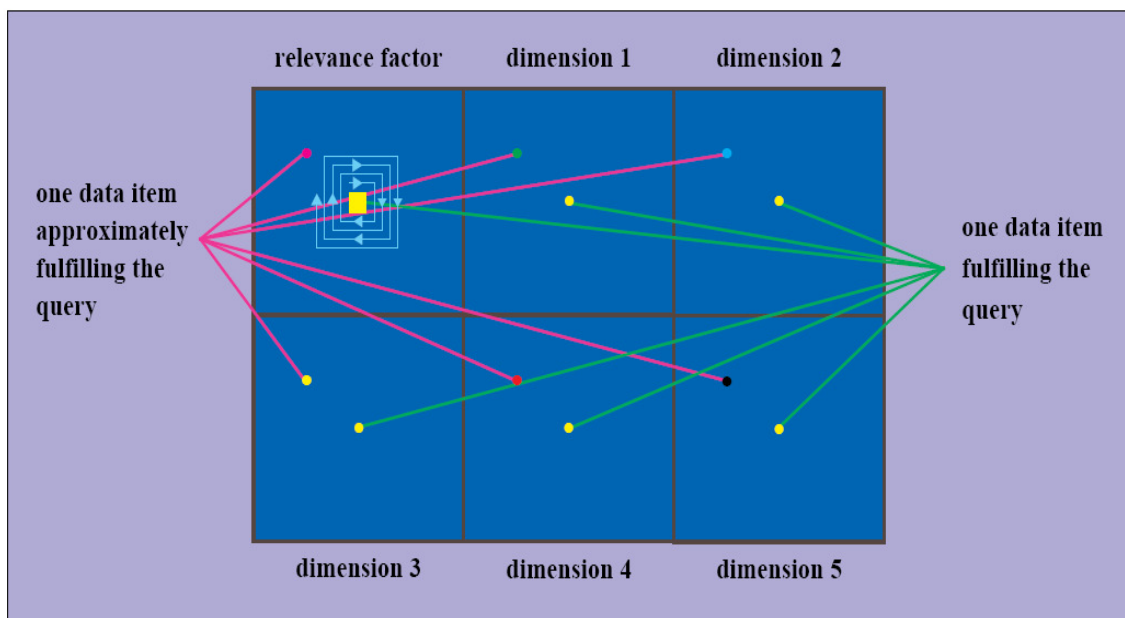 relevance factor
dimension 1
dimension 2
one data item
approximately
fulfilling the
query
one data item
fulfilling the
query
dimension 3
dimension 4
dimension 5